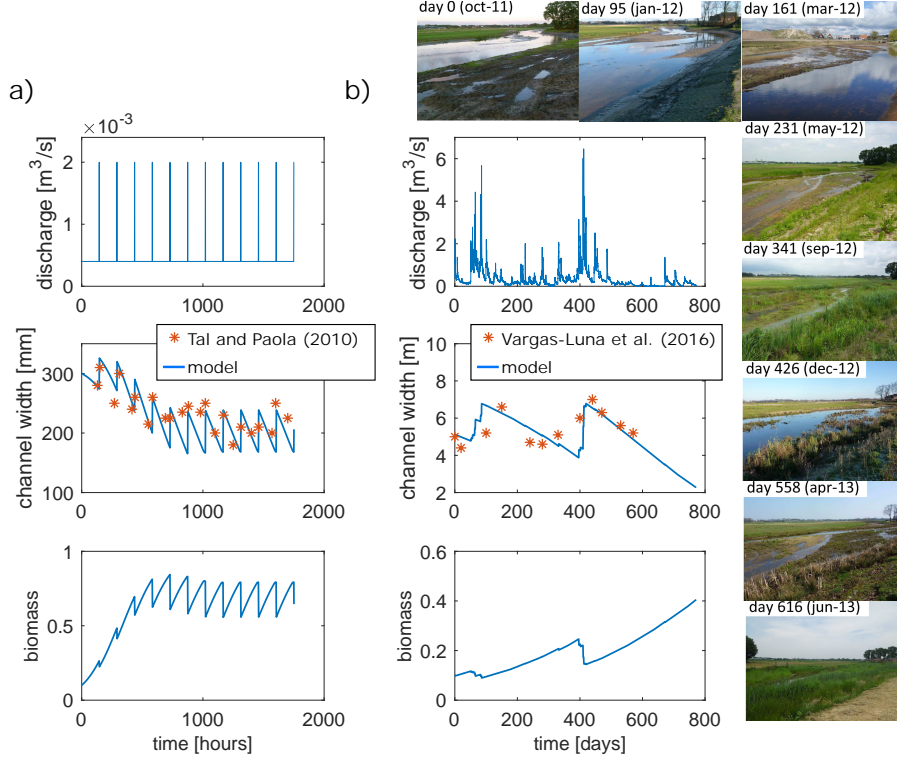 day 0 (oct-11)
day 95 (jan-12)
day 161 (mar-12)
a)
b)
×10⁻³
discharge [m³/s]
2
1
0
0
1000
2000
discharge [m³/s]
6
4
2
0
0
200
400
600
800
day 231 (may-12)
day 341 (sep-12)
Tal and Paola (2010)
model
channel width [mm]
300
200
100
0
1000
2000
Vargas-Luna et al. (2016)
model
channel width [m]
10
8
6
4
2
0
200
400
600
800
day 426 (dec-12)
day 558 (apr-13)
biomass
1
0.5
0
0
1000
2000
time [hours]
biomass
0.6
0.4
0.2
0
0
200
400
600
800
time [days]
day 616 (jun-13)